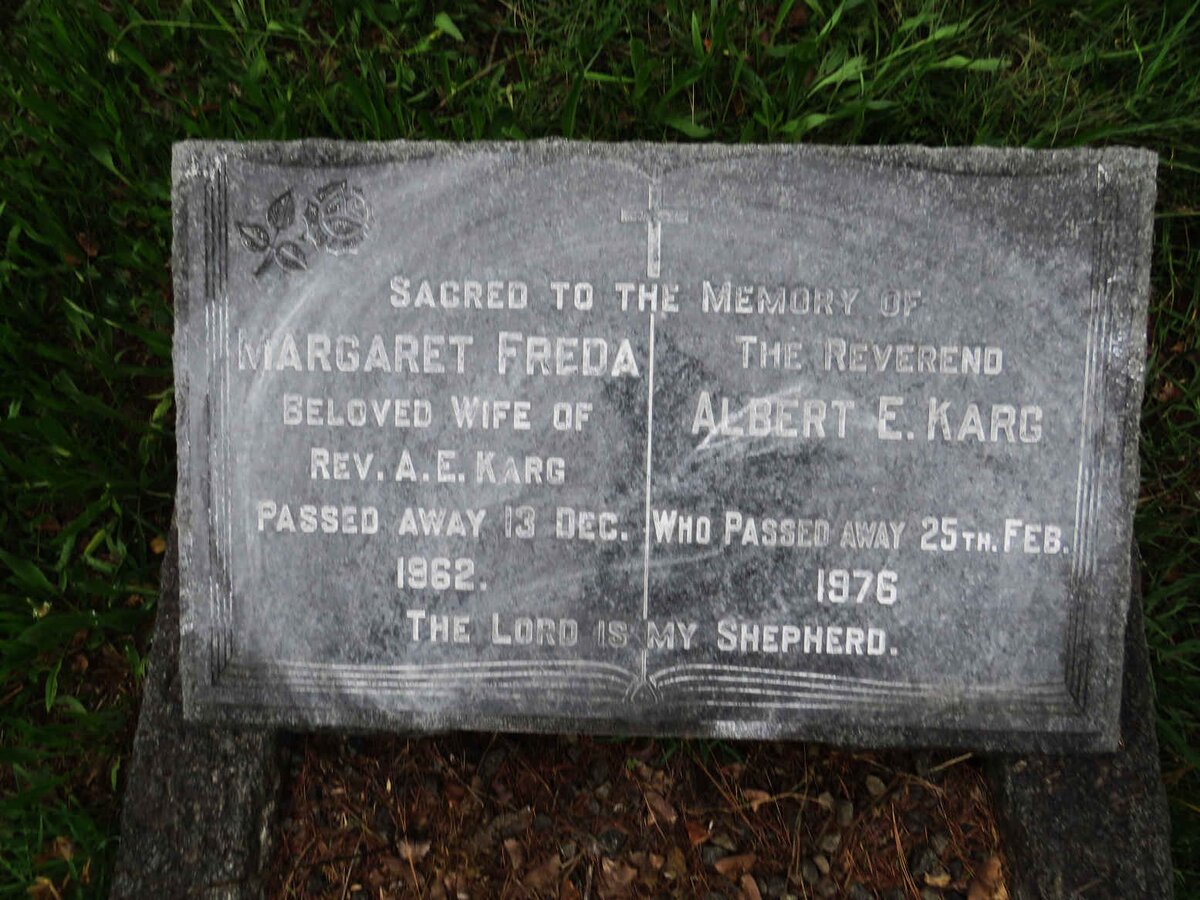 SACRED TO THE MEMORY OF
MARGARET FREDA
BELOVED WIFE OF
REV. A. E. KARG
PASSED AWAY 13 DEC.
1962.
THE REVEREND
ALBERT E. KARG
WHO PASSED AWAY 25TH. FEB.
1976
THE LORD IS MY SHEPHERD.